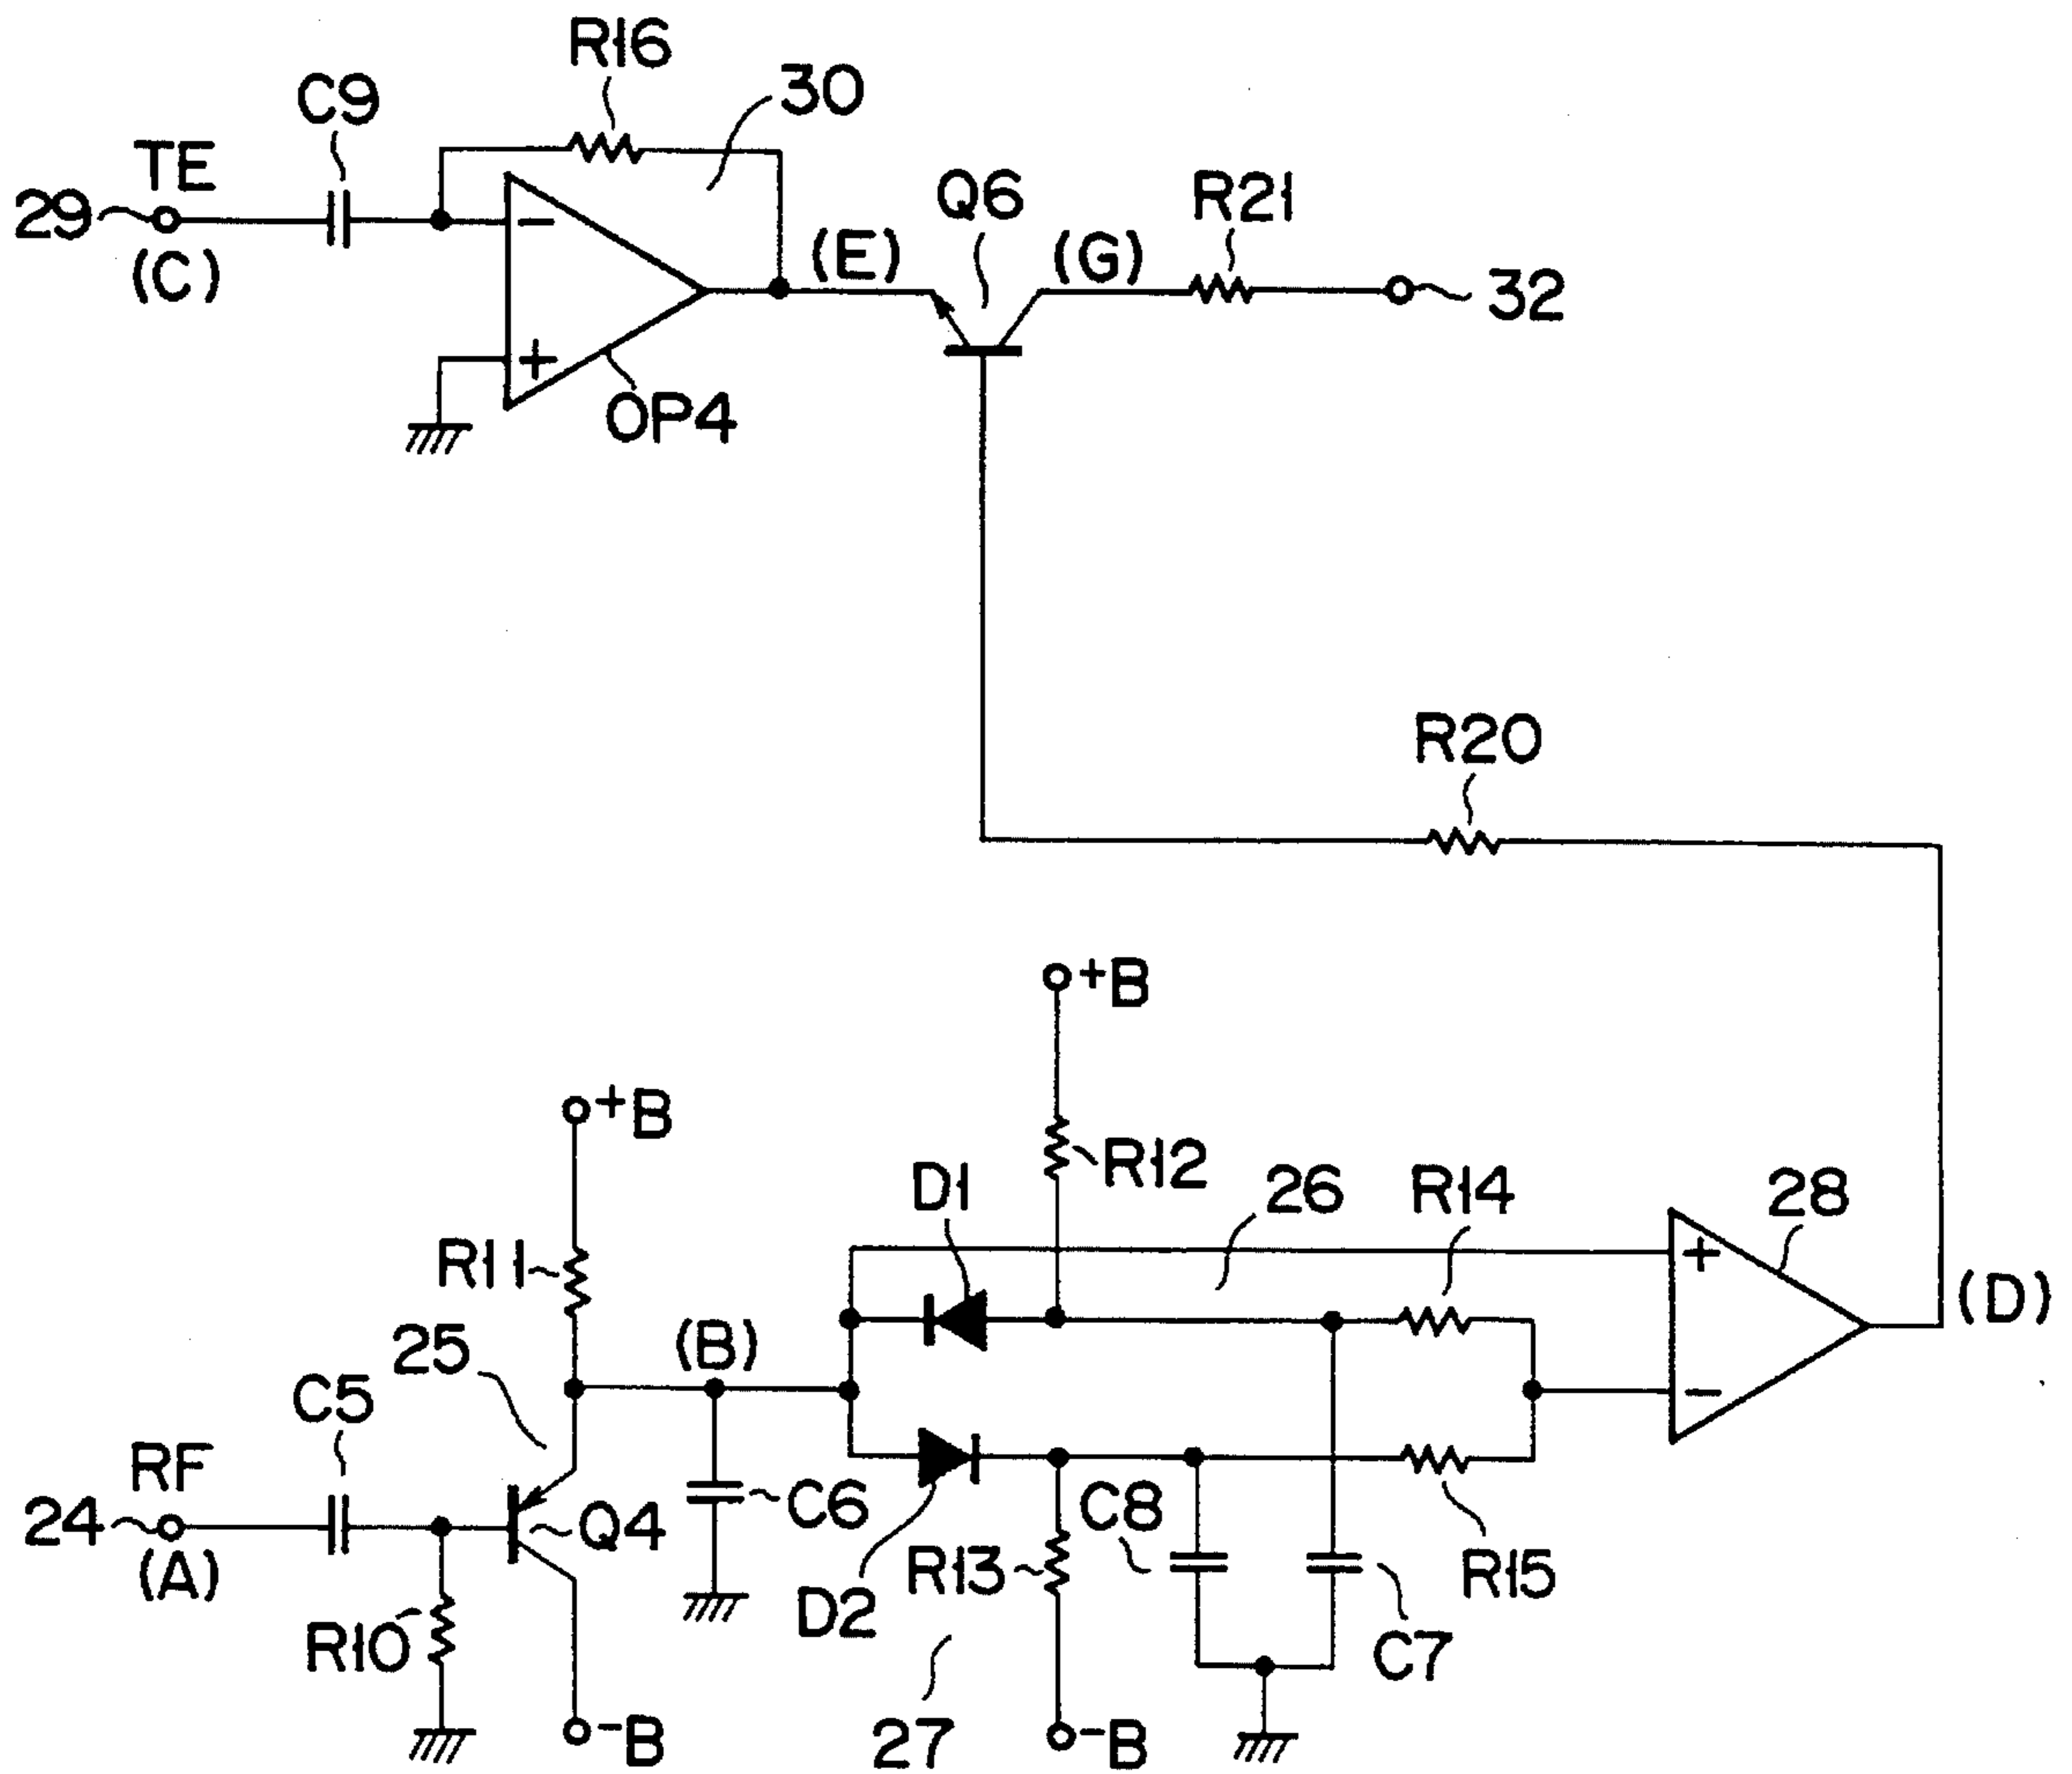 R16
30
C9
TE
29
(C)
Q6
R21
(E)
(G)
32
−
+
OP4
R20
+B
+B
R12
D1
26
R14
28
R11
+
(D)
25
(B)
C5
−
RF
24
Q4
C6
C8
(A)
D2
R13
R15
R10
C7
27
−B
−B